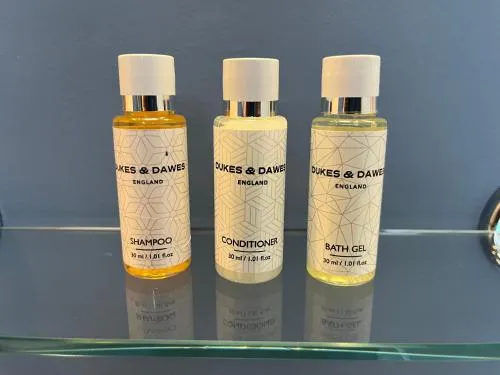 DUKES & DAWES
ENGLAND
SHAMPOO
30 ml / 1.01 fl.oz
DUKES & DAWES
ENGLAND
CONDITIONER
30 ml / 1.01 fl.oz
DUKES & DAWES
ENGLAND
BATH GEL
30 ml / 1.01 fl.oz